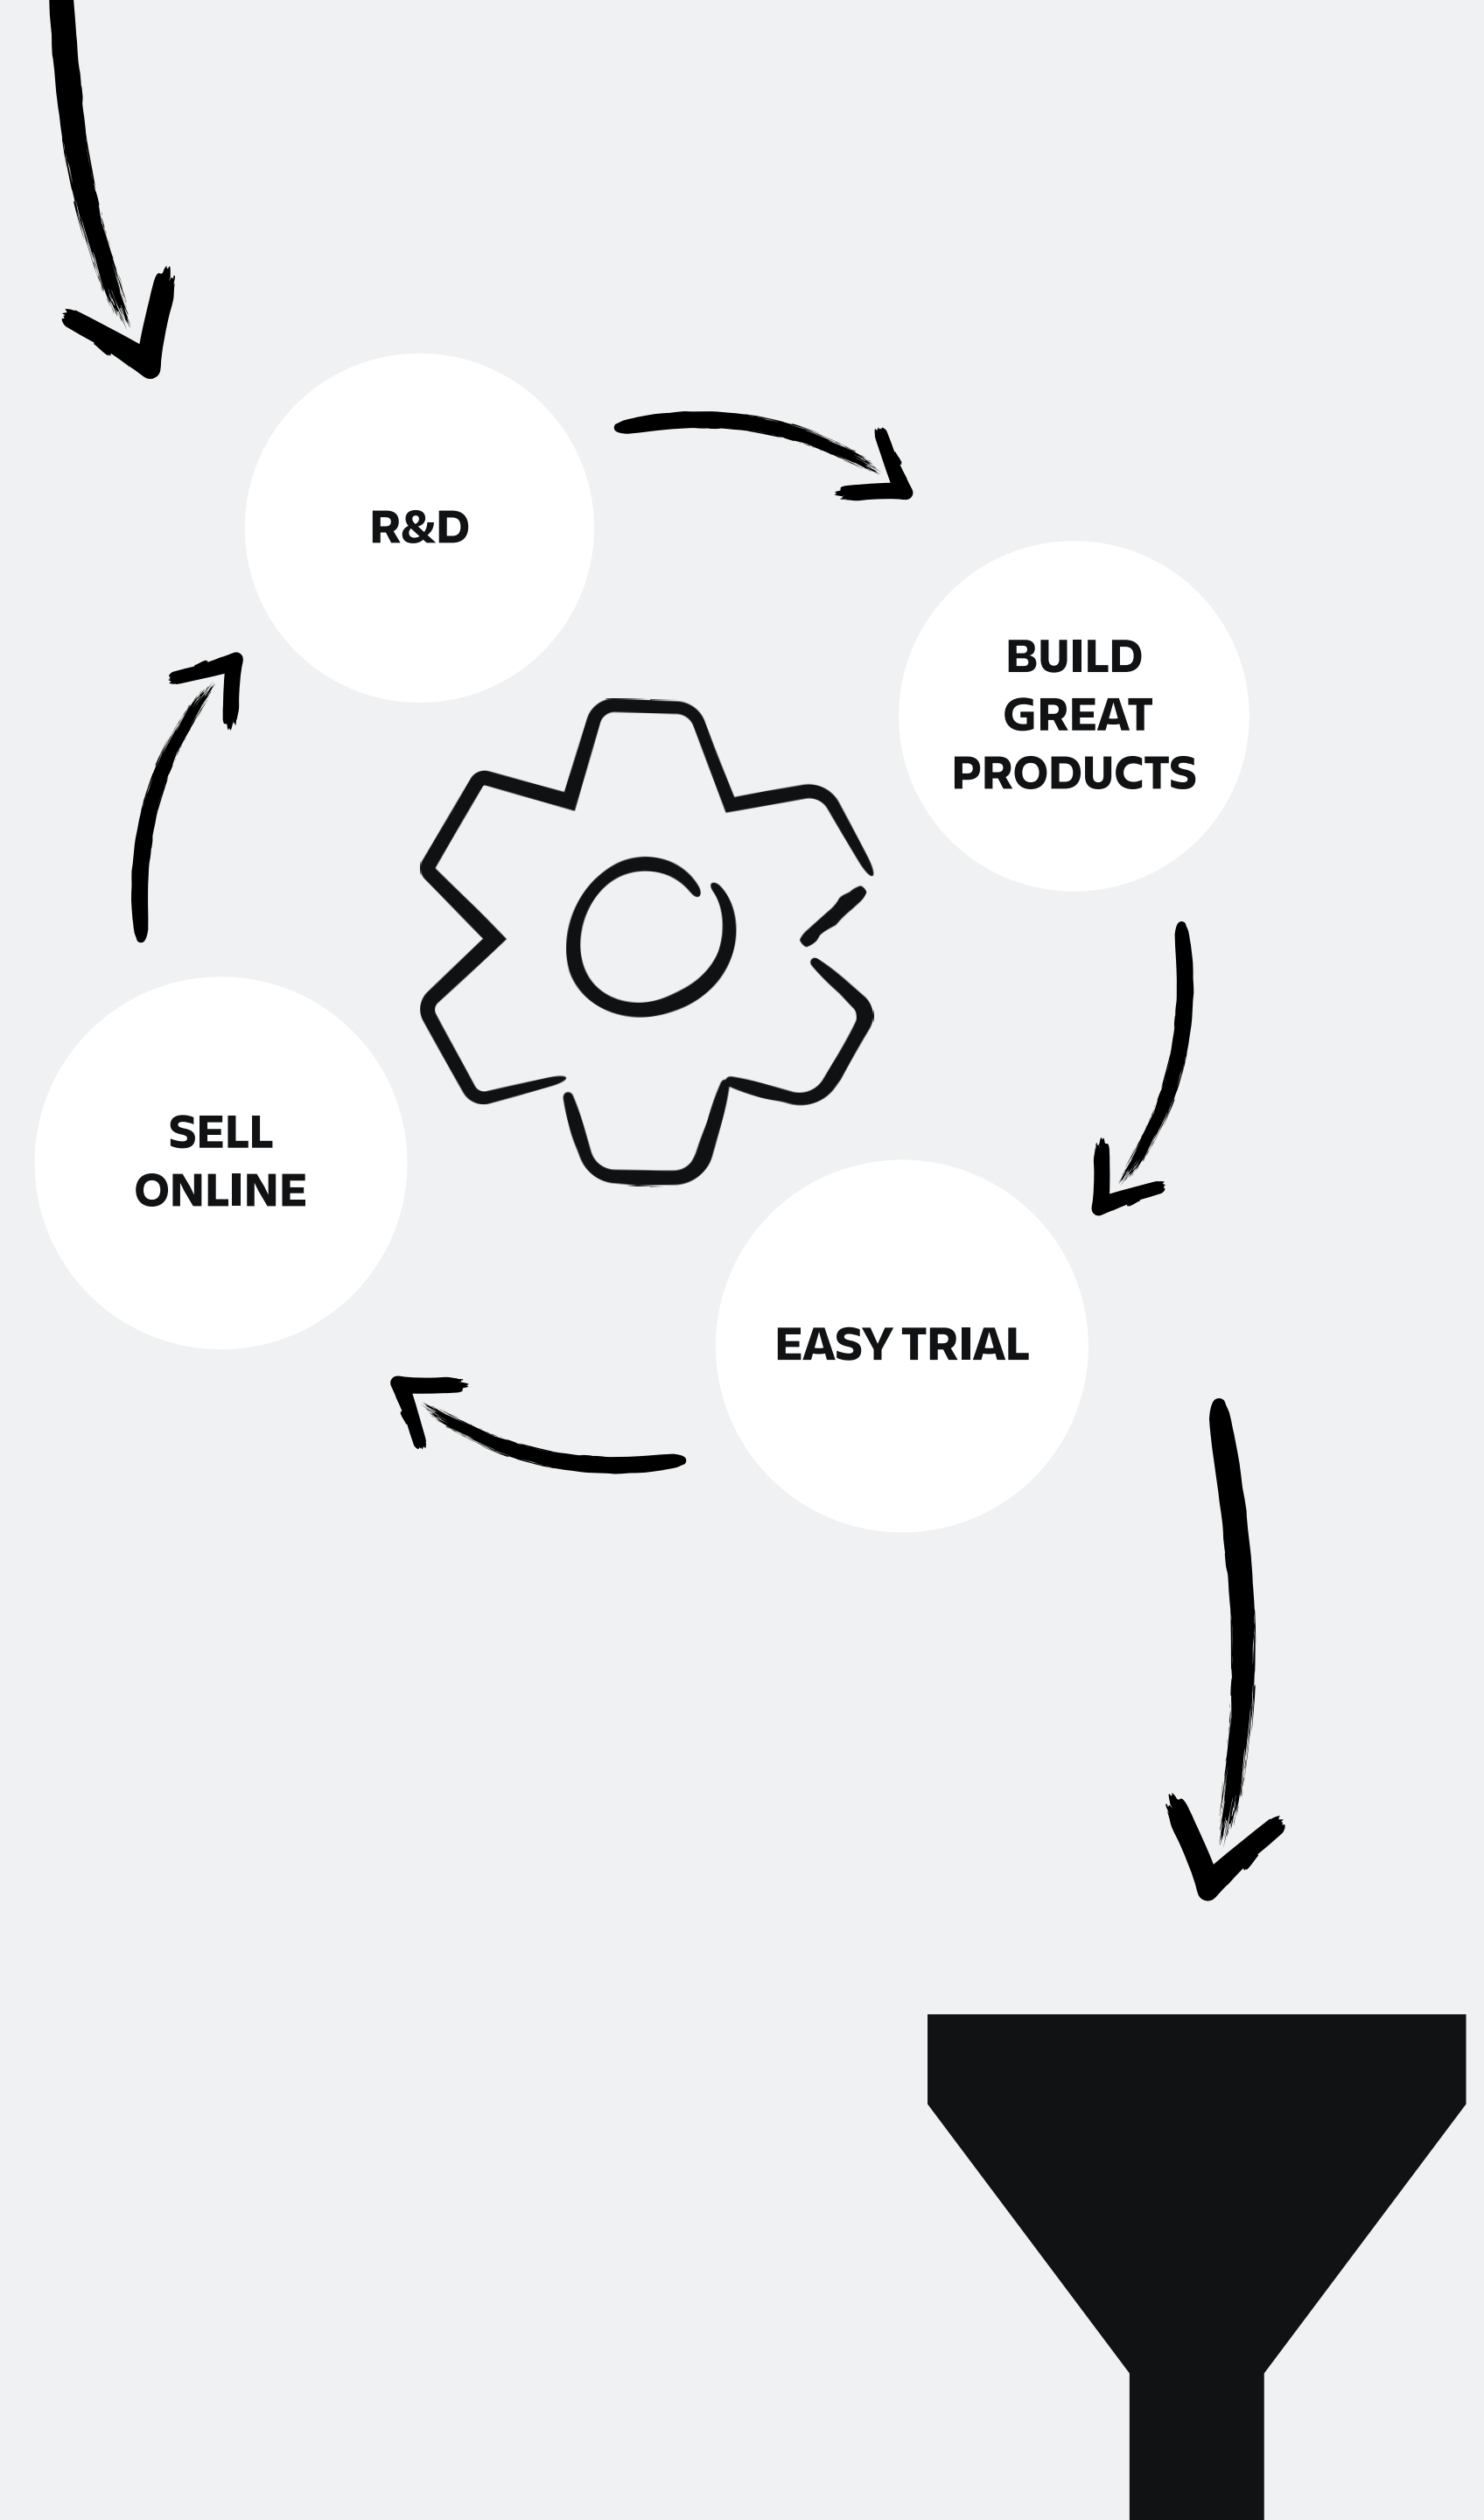 R&D
BUILD
GREAT
PRODUCTS
SELL
ONLINE
EASY TRIAL